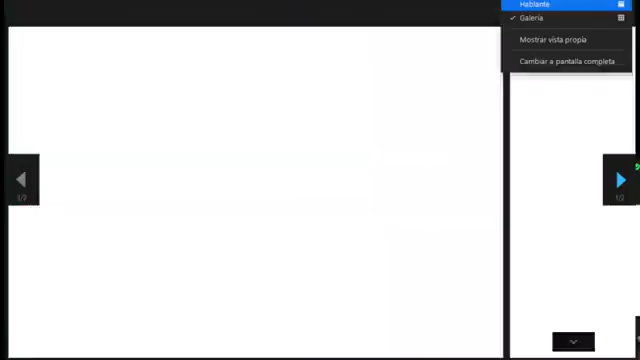 Hablante
Galería
Mostrar vista propia
Cambiar a pantalla completa
1/2
1/2